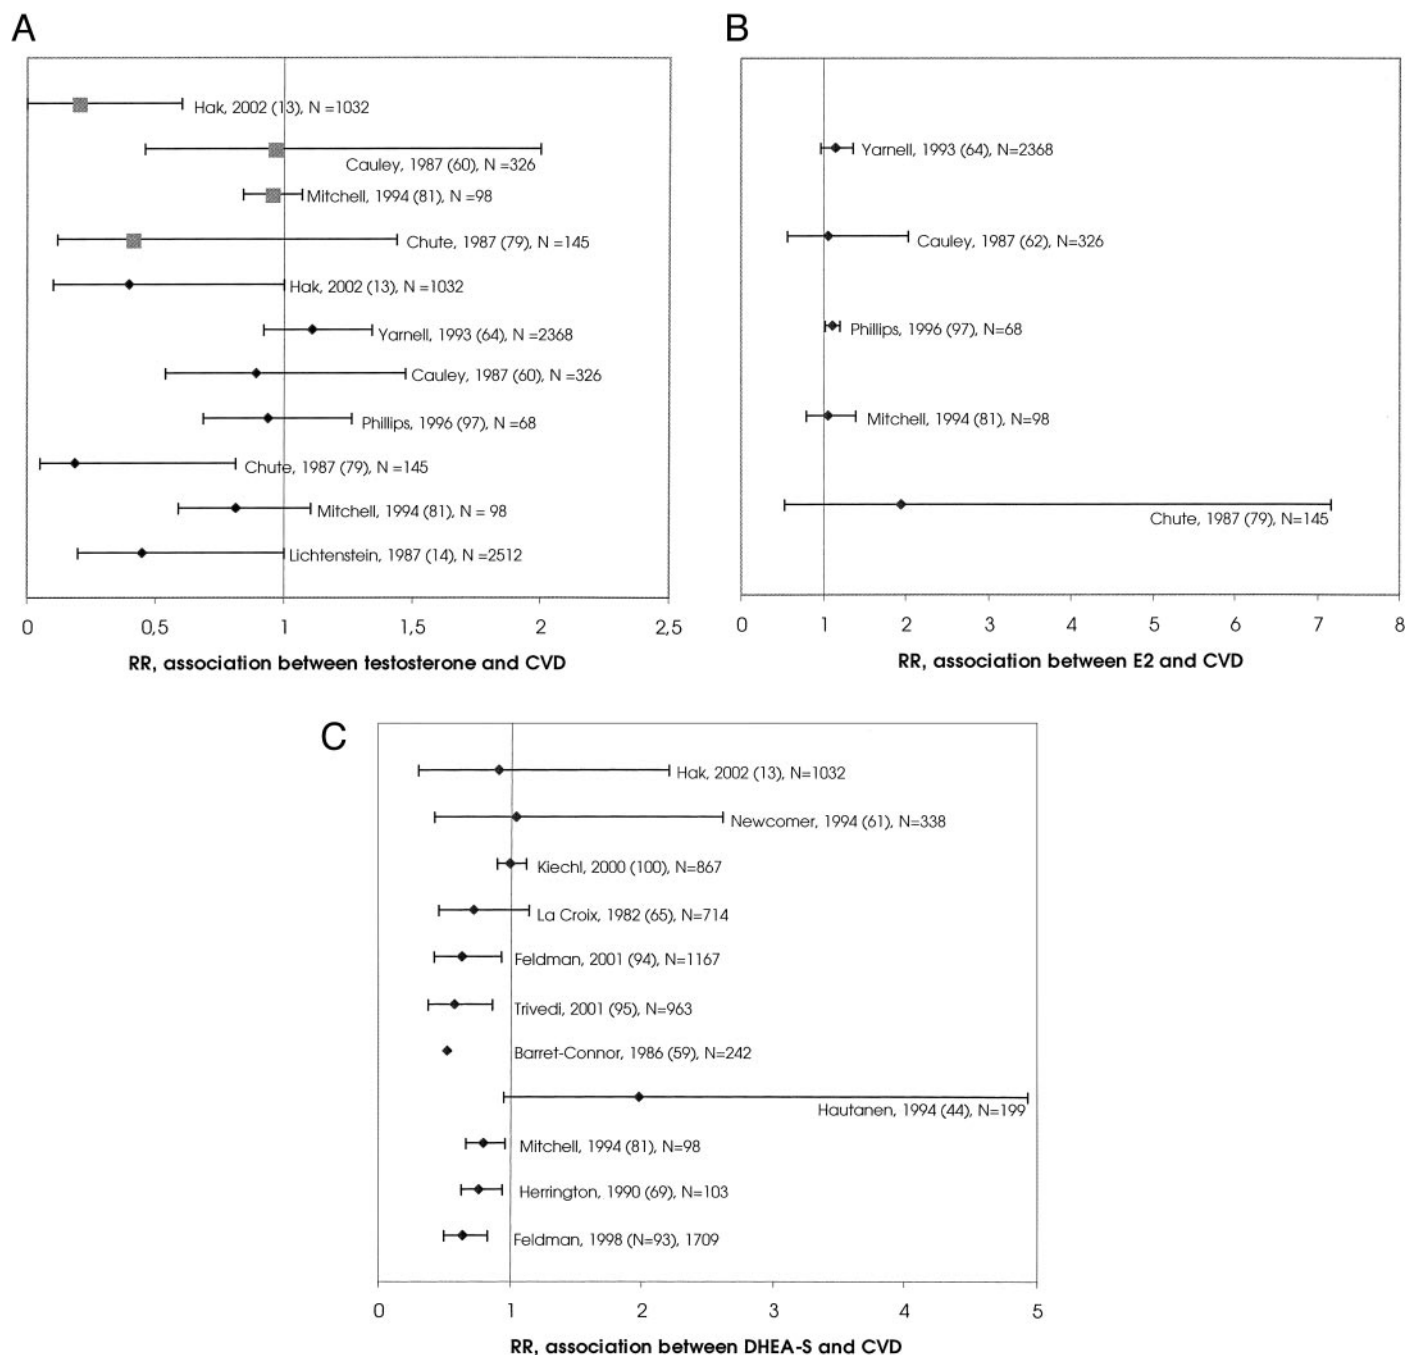 A
Hak, 2002 (13), N =1032
Cauley, 1987 (60), N =326
Mitchell, 1994 (81), N =98
Chute, 1987 (79), N =145
Hak, 2002 (13), N =1032
Yarnell, 1993 (64), N =2368
Cauley, 1987 (60), N =326
Phillips, 1996 (97), N =68
Chute, 1987 (79), N =145
Mitchell, 1994 (81), N = 98
Lichtenstein, 1987 (14), N =2512
0 0,5 1 1,5 2 2,5
RR, association between testosterone and CVD
B
Yarnell, 1993 (64), N=2368
Cauley, 1987 (62), N=326
Phillips, 1996 (97), N=68
Mitchell, 1994 (81), N=98
Chute, 1987 (79), N=145
0 1 2 3 4 5 6 7 8
RR, association between E2 and CVD
C
Hak, 2002 (13), N=1032
Newcomer, 1994 (61), N=338
Kiechl, 2000 (100), N=867
La Croix, 1982 (65), N=714
Feldman, 2001 (94), N=1167
Trivedi, 2001 (95), N=963
Barret-Connor, 1986 (59), N=242
Hautanen, 1994 (44), N=199
Mitchell, 1994 (81), N=98
Herrington, 1990 (69), N=103
Feldman, 1998 (N=93), 1709
0 1 2 3 4 5
RR, association between DHEA-S and CVD